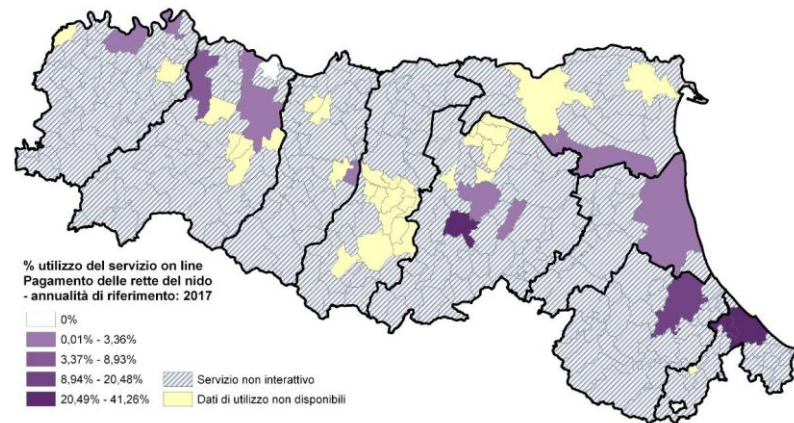 % utilizzo del servizio on line
Pagamento delle rette del nido
- annualità di riferimento: 2017
0%
0,01% - 3,36%
3,37% - 8,93%
8,94% - 20,48%
20,49% - 41,26%
Servizio non interattivo
Dati di utilizzo non disponibili